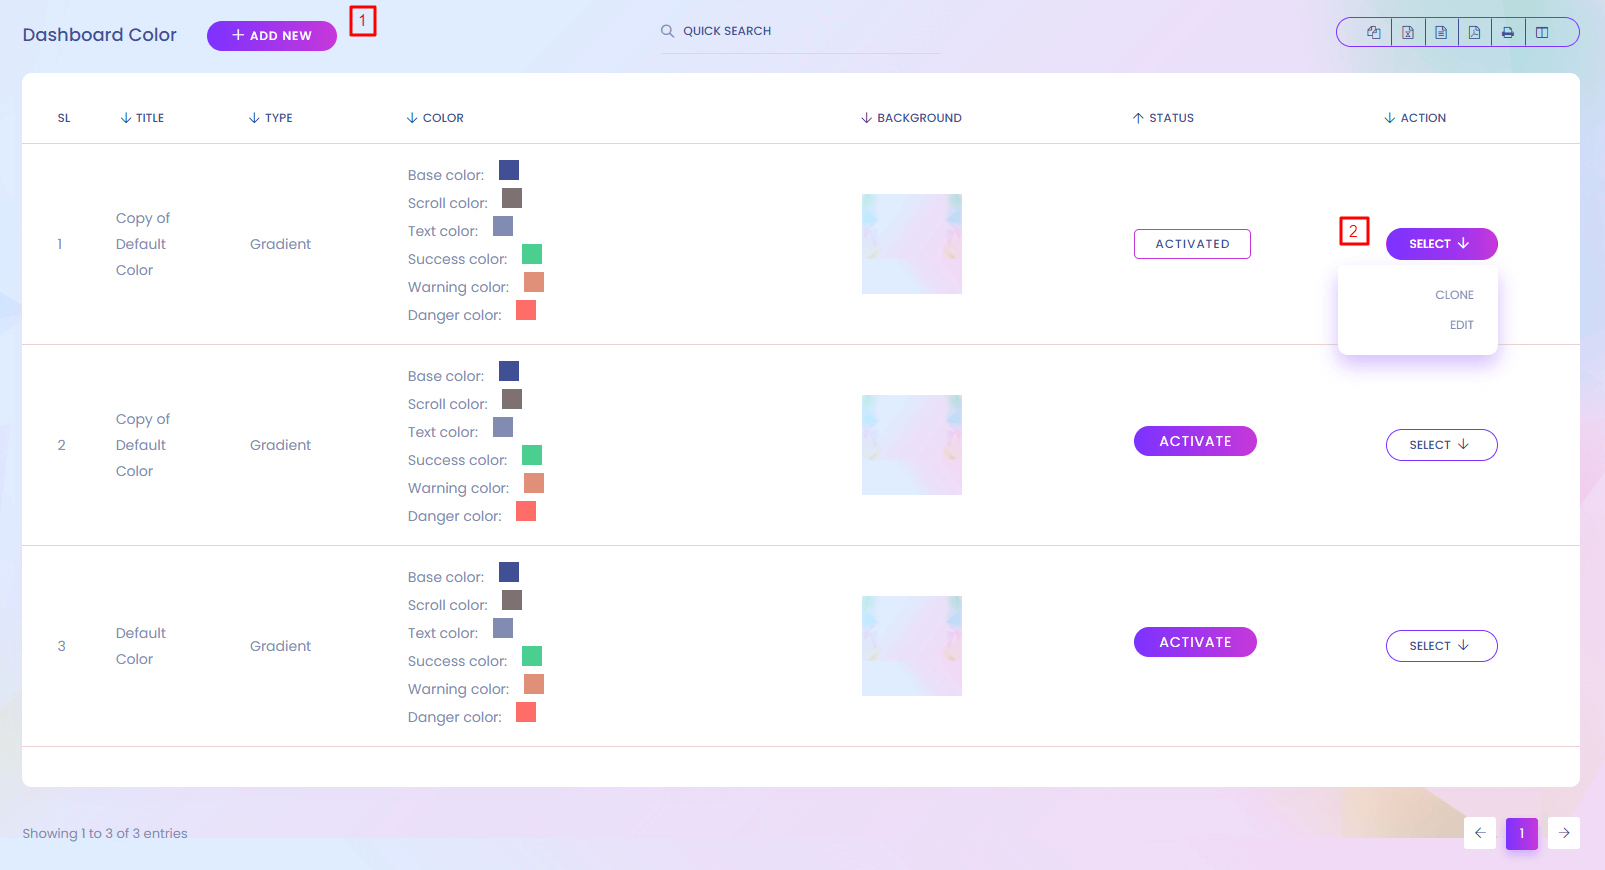 Dashboard Color
+ ADD NEW
1
QUICK SEARCH
SL
TITLE
TYPE
COLOR
BACKGROUND
STATUS
ACTION
1
Copy of
Default
Color
Gradient
Base color:
Scroll color:
Text color:
Success color:
Warning color:
Danger color:
ACTIVATED
2
SELECT
CLONE
EDIT
2
Copy of
Default
Color
Gradient
Base color:
Scroll color:
Text color:
Success color:
Warning color:
Danger color:
ACTIVATE
SELECT
3
Default
Color
Gradient
Base color:
Scroll color:
Text color:
Success color:
Warning color:
Danger color:
ACTIVATE
SELECT
Showing 1 to 3 of 3 entries
1